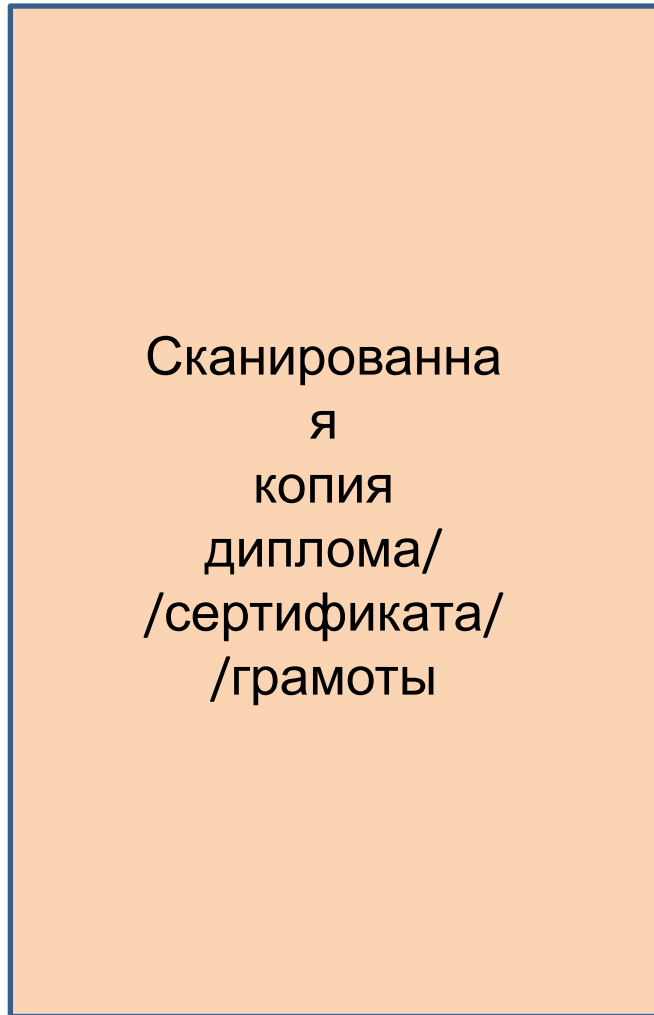 Сканированна
я
копия
диплома/
/сертификата/
/грамоты